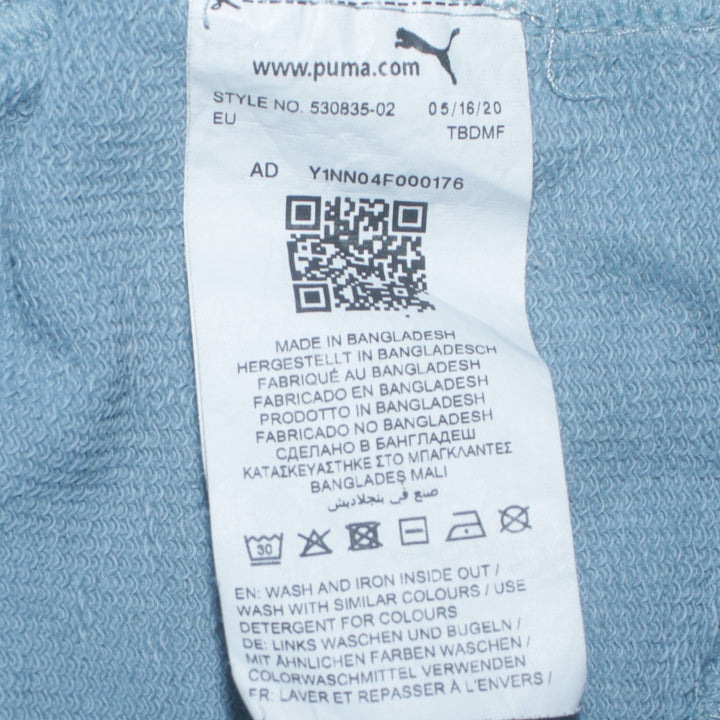 www.puma.com
STYLE NO. 530835-02 05/16/20
EU TBDMF
AD Y1NN04F000176
MADE IN BANGLADESH
HERGESTELLT IN BANGLADESCH
FABRIQUÉ AU BANGLADESH
FABRICADO EN BANGLADESH
PRODOTTO IN BANGLADESH
FABRICADO NO BANGLADESH
СДЕЛАНО В БАНГЛАДЕШ
ΚΑΤΑΣΚΕΥΑΣΤΗΚΕ ΣΤΟ ΜΠΑΓΚΛΑΝΤΕΣ
BANGLADEŞ MALI
صنع في بنجلاديش
30
EN: WASH AND IRON INSIDE OUT /
WASH WITH SIMILAR COLOURS / USE
DETERGENT FOR COLOURS
DE: LINKS WASCHEN UND BUGELN /
MIT ÄHNLICHEN FARBEN WASCHEN /
COLORWASCHMITTEL VERWENDEN
FR: LAVER ET REPASSER À L'ENVERS /